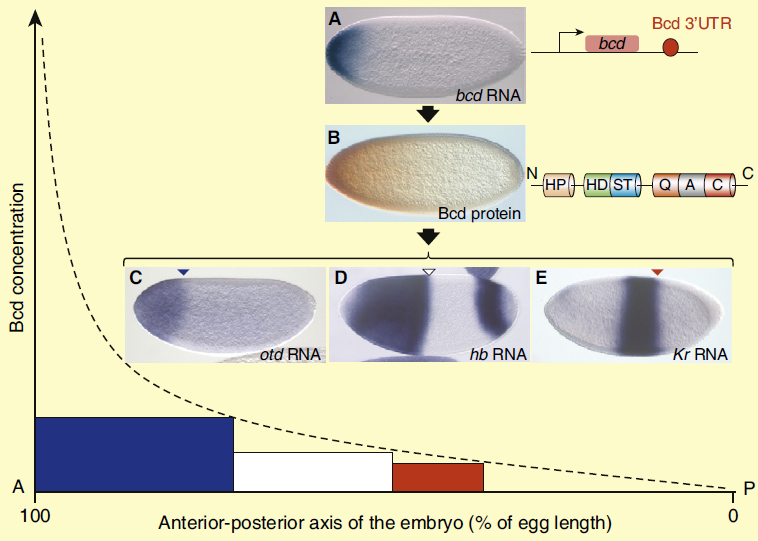 A
bcd RNA
bcd
Bcd 3'UTR
B
Bcd protein
N
HP
HD
ST
Q
A
C
C
C
otd RNA
D
hb RNA
E
Kr RNA
Bcd concentration
A
P
100
0
Anterior-posterior axis of the embryo (% of egg length)